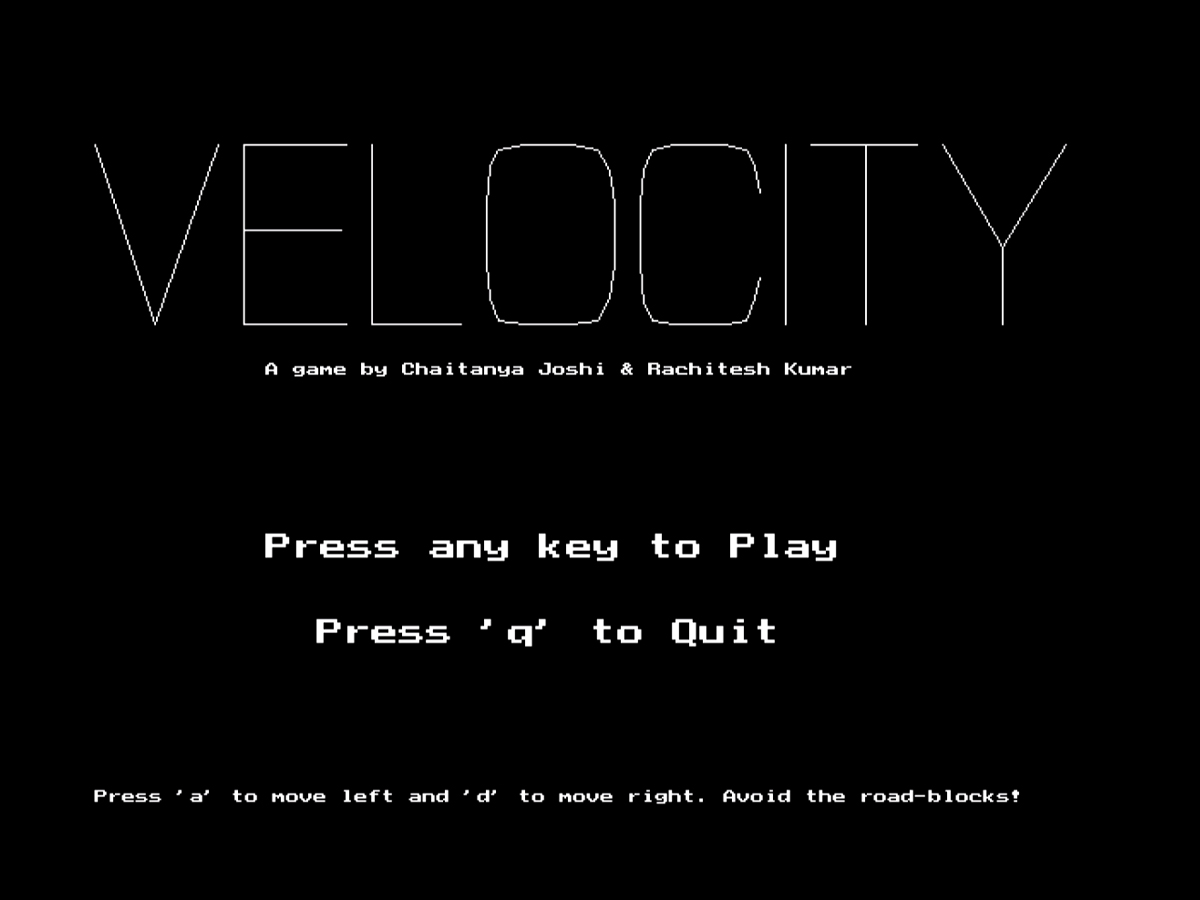 VELOCITY
A game by Chaitanya Joshi & Rachitesh Kumar
Press any key to Play
Press 'q' to Quit
Press 'a' to move left and 'd' to move right. Avoid the road-blocks!